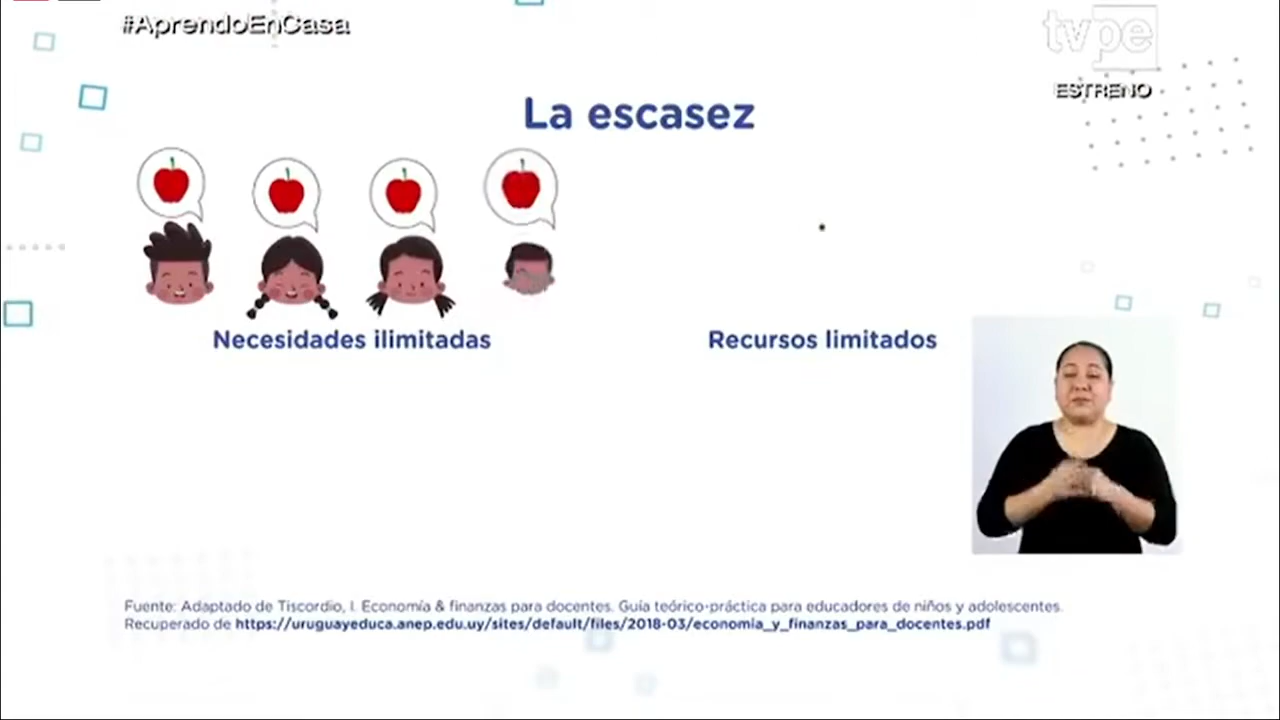 #AprendoEnCasa
tvpe
ESTRENO
La escasez
Necesidades ilimitadas
Recursos limitados
Fuente: Adaptado de Tiscordio, I. Economía & finanzas para docentes. Guía teórico-práctica para educadores de niños y adolescentes.
Recuperado de https://uruguayeduca.anep.edu.uy/sites/default/files/2018-03/economia_y_finanzas_para_docentes.pdf